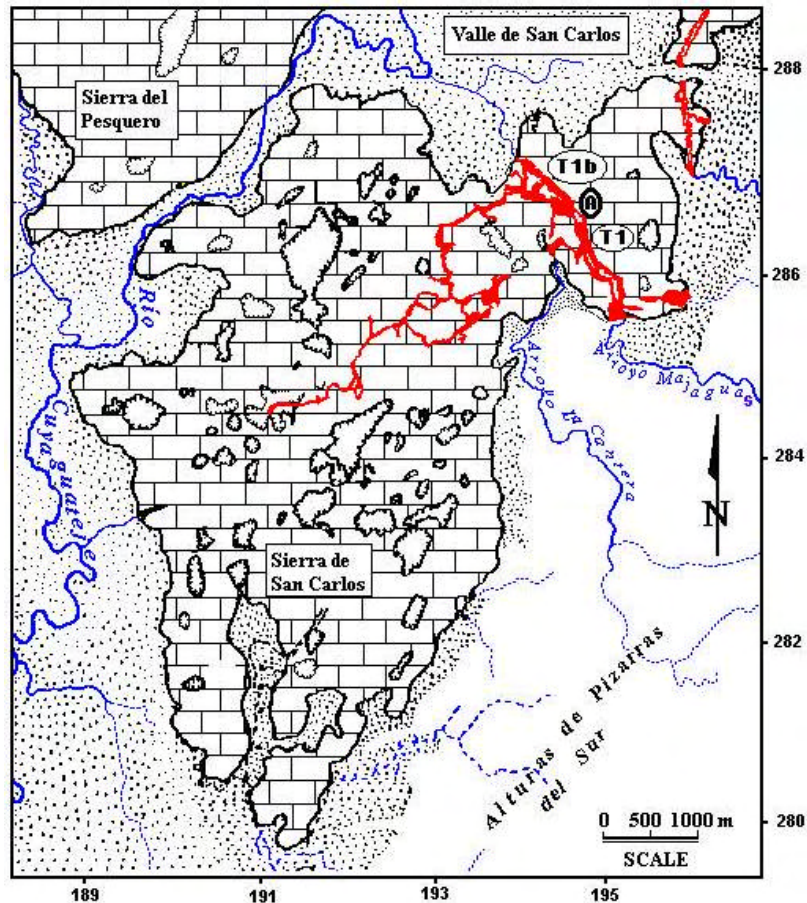 Valle de San Carlos
288
Sierra del
Pesquero
T1b
A
T1
286
Río
Cuyaguateje
Arroyo Majaguas
Arroyo La Cantera
284
N
Sierra de
San Carlos
282
Alturas de Pizarras
del Sur
0 500 1000 m
SCALE
280
189 191 193 195